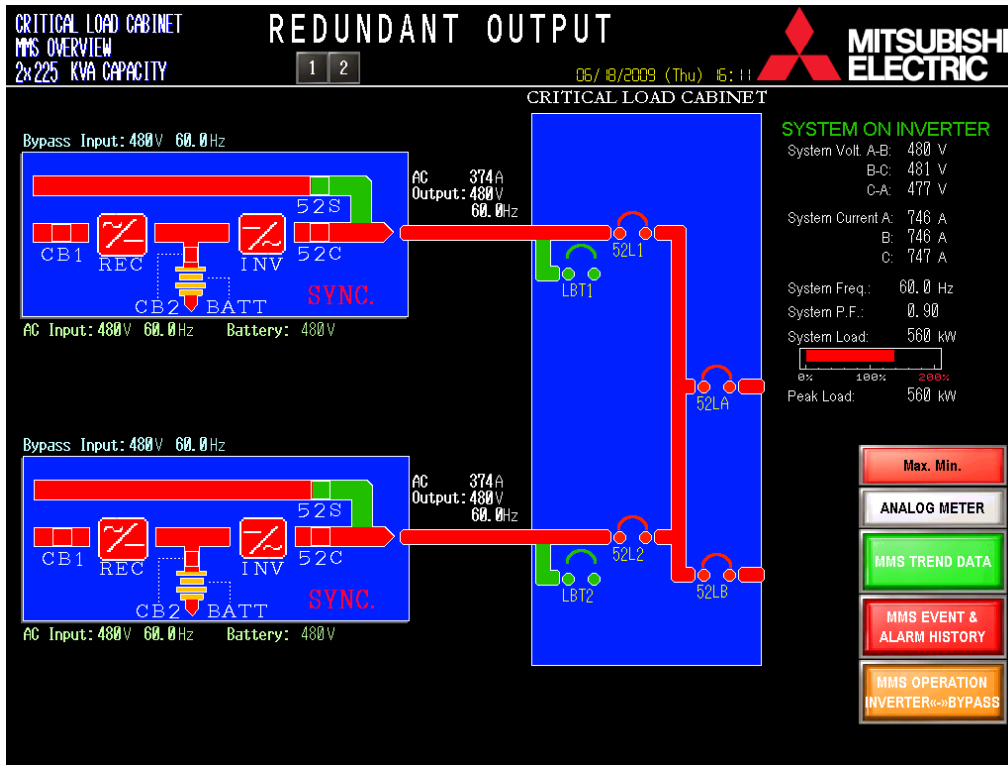 CRITICAL LOAD CABINET
MMS OVERVIEW
2x225 KVA CAPACITY
REDUNDANT OUTPUT
1 2
06/18/2009 (Thu) 16:11
MITSUBISHI
ELECTRIC
CRITICAL LOAD CABINET
Bypass Input: 480V 60.0Hz
52S
CB1
REC
INV
52C
CB2
BATT
SYNC.
AC Input: 480V 60.0Hz Battery: 480V
AC 374A
Output: 480V
60.0Hz
52L1
LBT1
52LA
Bypass Input: 480V 60.0Hz
52S
CB1
REC
INV
52C
CB2
BATT
SYNC.
AC Input: 480V 60.0Hz Battery: 480V
AC 374A
Output: 480V
60.0Hz
52L2
LBT2
52LB
SYSTEM ON INVERTER
System Volt. A-B: 480 V
B-C: 481 V
C-A: 477 V
System Current A: 746 A
B: 746 A
C: 747 A
System Freq.: 60.0 Hz
System P.F.: 0.90
System Load: 560 kW
0% 100% 200%
Peak Load: 560 kW
Max. Min.
ANALOG METER
MMS TREND DATA
MMS EVENT &
ALARM HISTORY
MMS OPERATION
INVERTER«-»BYPASS